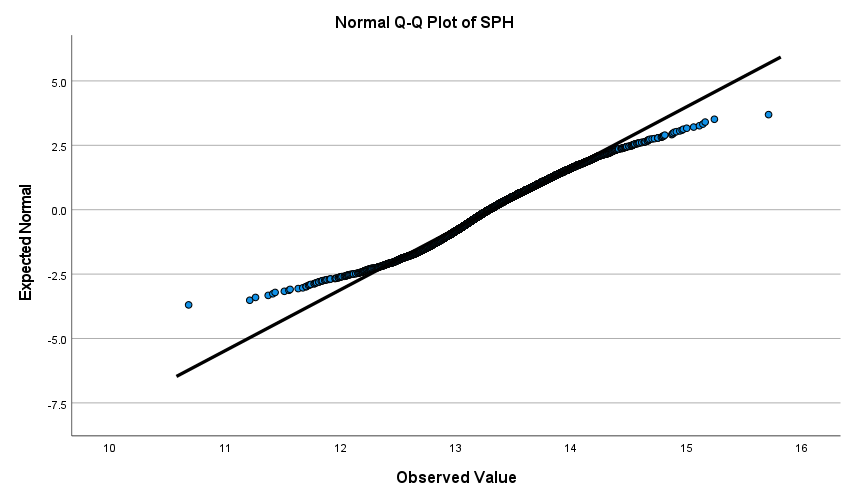 Normal Q-Q Plot of SPH
5.0
2.5
0.0
-2.5
-5.0
-7.5
Expected Normal
10 11 12 13 14 15 16
Observed Value